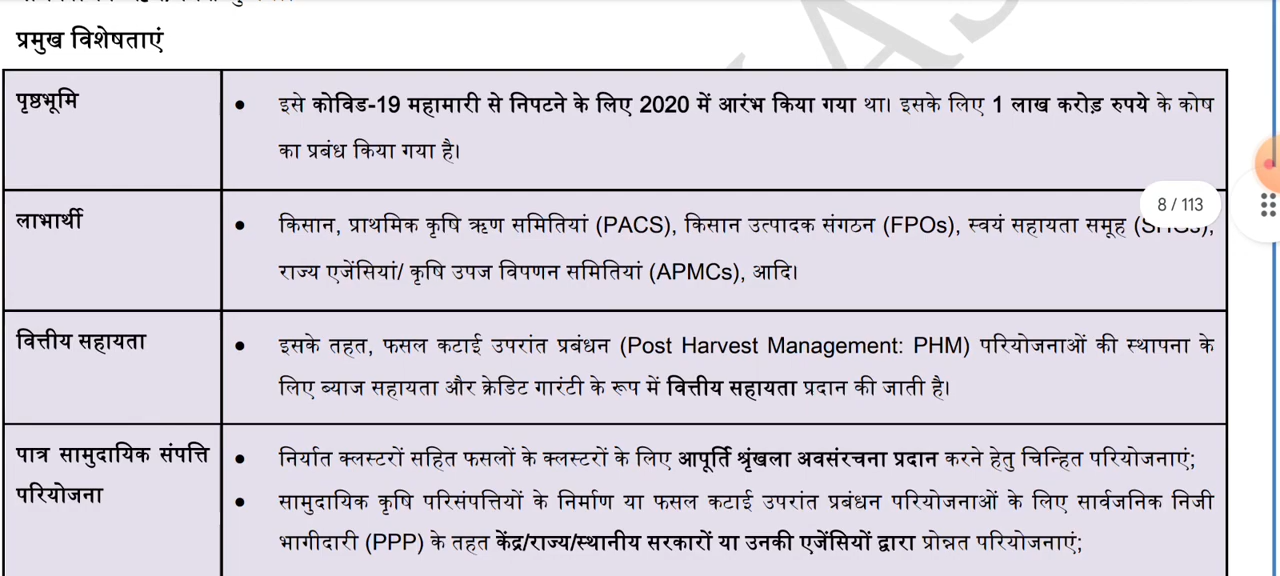 प्रमुख विशेषताएं
पृष्ठभूमि
• इसे कोविड-19 महामारी से निपटने के लिए 2020 में आरंभ किया गया था। इसके लिए 1 लाख करोड़ रुपये के कोष
का प्रबंध किया गया है।
लाभार्थी
• किसान, प्राथमिक कृषि ऋण समितियां (PACS), किसान उत्पादक संगठन (FPOs), स्वयं सहायता समूह
8 / 113
राज्य एजेंसियां/ कृषि उपज विपणन समितियां (APMCs), आदि।
वित्तीय सहायता
• इसके तहत, फसल कटाई उपरांत प्रबंधन (Post Harvest Management: PHM) परियोजनाओं की स्थापना के
लिए ब्याज सहायता और क्रेडिट गारंटी के रूप में वित्तीय सहायता प्रदान की जाती है।
पात्र सामुदायिक संपत्ति
परियोजना
• निर्यात क्लस्टरों सहित फसलों के क्लस्टरों के लिए आपूर्ति श्रृंखला अवसंरचना प्रदान करने हेतु चिन्हित परियोजनाएं;
• सामुदायिक कृषि परिसंपत्तियों के निर्माण या फसल कटाई उपरांत प्रबंधन परियोजनाओं के लिए सार्वजनिक निजी
भागीदारी (PPP) के तहत केंद्र/राज्य/स्थानीय सरकारों या उनकी एजेंसियों द्वारा प्रोन्नत परियोजनाएं;